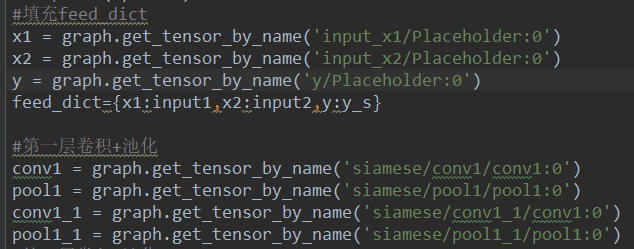 #填充feed_dict
x1 = graph.get_tensor_by_name('input_x1/Placeholder:0')
x2 = graph.get_tensor_by_name('input_x2/Placeholder:0')
y = graph.get_tensor_by_name('y/Placeholder:0')
feed_dict={x1:input1,x2:input2,y:y_s}
#第一层卷积+池化
conv1 = graph.get_tensor_by_name('siamese/conv1/conv1:0')
pool1 = graph.get_tensor_by_name('siamese/pool1/pool1:0')
conv1_1 = graph.get_tensor_by_name('siamese/conv1_1/conv1:0')
pool1_1 = graph.get_tensor_by_name('siamese/pool1_1/pool1:0')